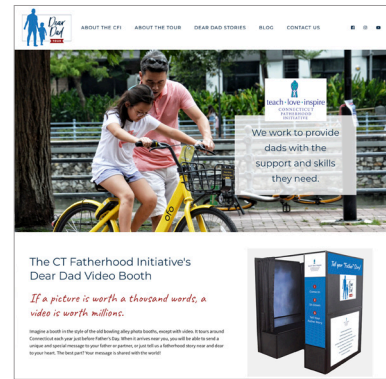 Dear
Dad
ABOUT THE CFI
ABOUT THE TOUR
DEAR DAD STORIES
BLOG
CONTACT US
teach·love·inspire
CONNECTICUT
FATHERHOOD
INITIATIVE
We work to provide
dads with the
support and skills
they need.
ofo
The CT Fatherhood Initiative's
Dear Dad Video Booth
If a picture is worth a thousand words, a
video is worth millions.
Imagine a booth in the style of the old bowling alley photo booths, except with video. It tours around
Connecticut each year just before Father's Day. When it arrives near you, you will be able to send a
unique and special message to your father or partner, or just tell us a fatherhood story near and dear
to your heart. The best part? Your message is shared with the world!
Tell your "Father" Story!